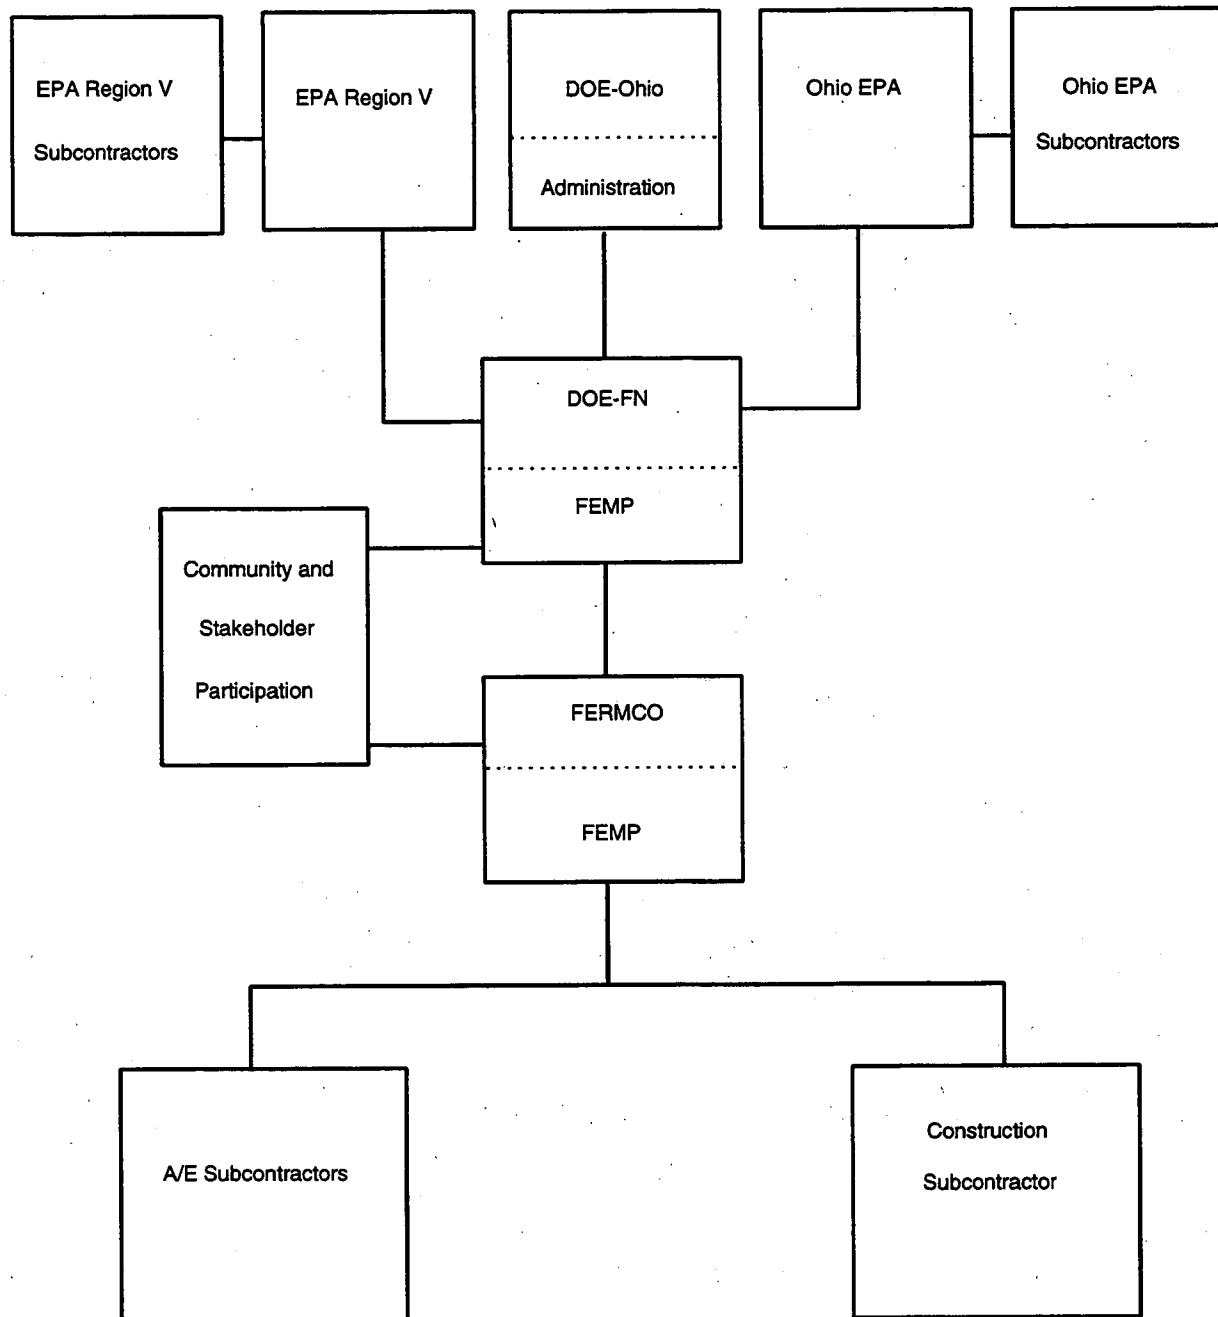 EPA Region V
Subcontractors
EPA Region V
DOE-Ohio
Administration
Ohio EPA
Ohio EPA
Subcontractors
DOE-FN
FEMP
Community and
Stakeholder
Participation
FERMCO
FEMP
A/E Subcontractors
Construction
Subcontractor